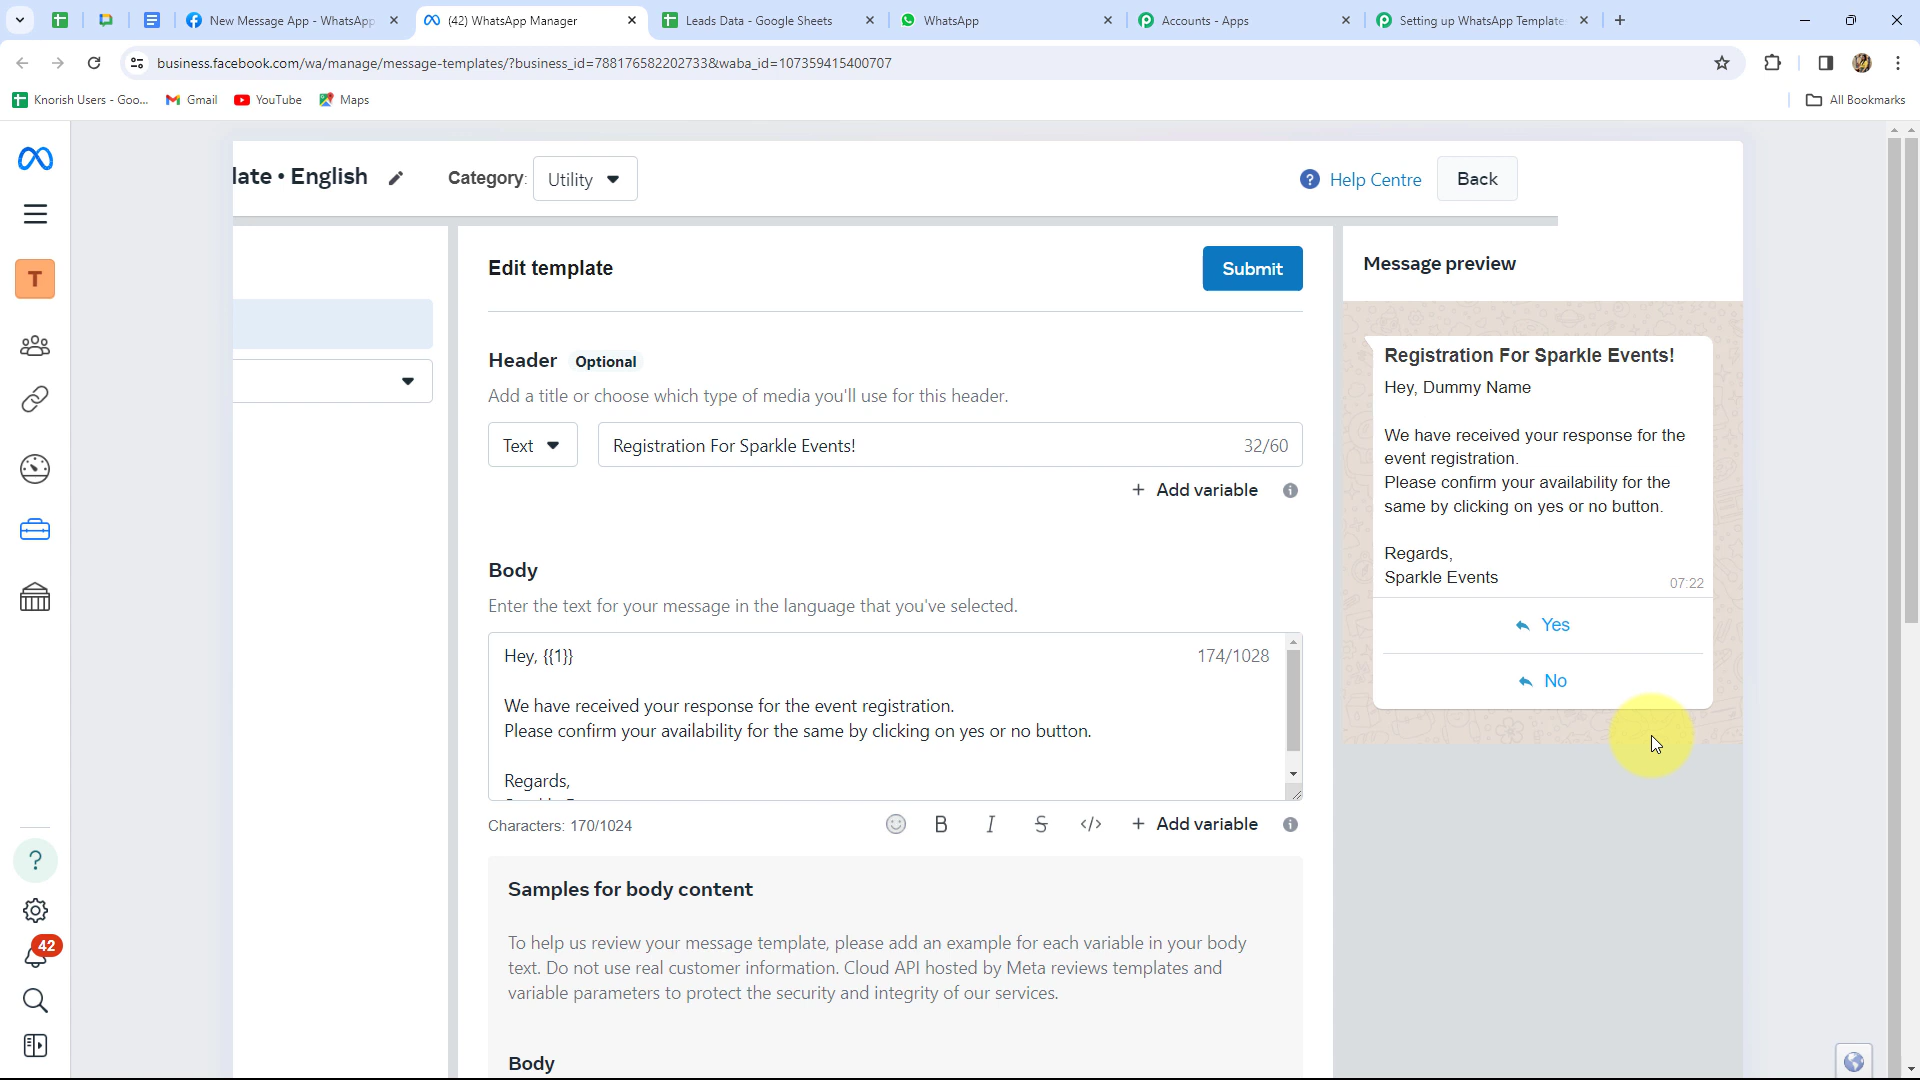 New Message App - WhatsApp
(42) WhatsApp Manager
Leads Data - Google Sheets
WhatsApp
Accounts - Apps
Setting up WhatsApp Template
business.facebook.com/wa/manage/message-templates/?business_id=788176582202733&waba_id=107359415400707
Knorish Users - Goo...
Gmail
YouTube
Maps
All Bookmarks
late • English
Category:
Utility
Help Centre
Back
T
Edit template
Submit
Message preview
Header
Optional
Add a title or choose which type of media you'll use for this header.
Text
Registration For Sparkle Events!
32/60
+ Add variable
Body
Enter the text for your message in the language that you've selected.
Hey, {{1}}
174/1028
We have received your response for the event registration.
Please confirm your availability for the same by clicking on yes or no button.
Regards,
Characters: 170/1024
B
I
S
</>
+ Add variable
Samples for body content
To help us review your message template, please add an example for each variable in your body
text. Do not use real customer information. Cloud API hosted by Meta reviews templates and
variable parameters to protect the security and integrity of our services.
Body
Registration For Sparkle Events!
Hey, Dummy Name
We have received your response for the
event registration.
Please confirm your availability for the
same by clicking on yes or no button.
Regards,
Sparkle Events
07:22
Yes
No
?
42